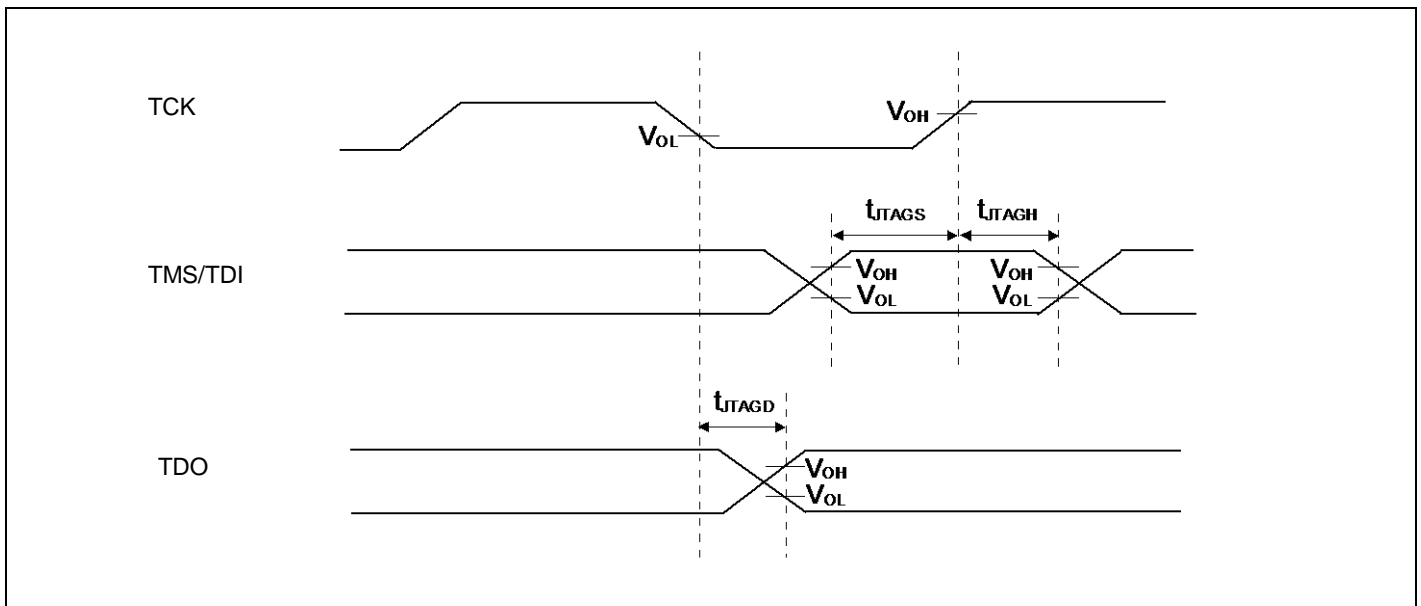 TCK
VOL
VOH
tJTAGS
tJTAGH
TMS/TDI
VOH
VOH
VOL
VOL
tJTAGD
TDO
VOH
VOL